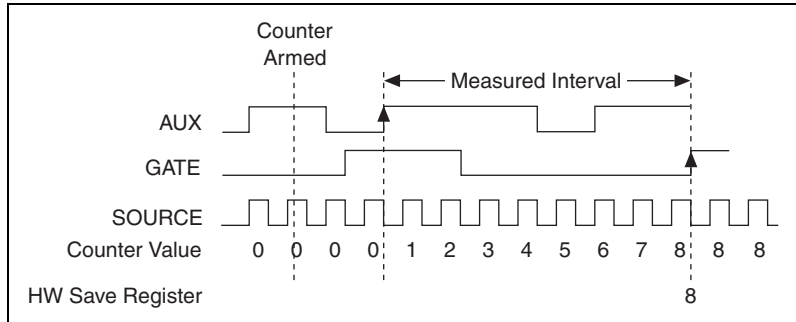 Counter
Armed
Measured Interval
AUX
GATE
SOURCE
Counter Value 0 0 0 0 1 2 3 4 5 6 7 8 8 8
HW Save Register 8